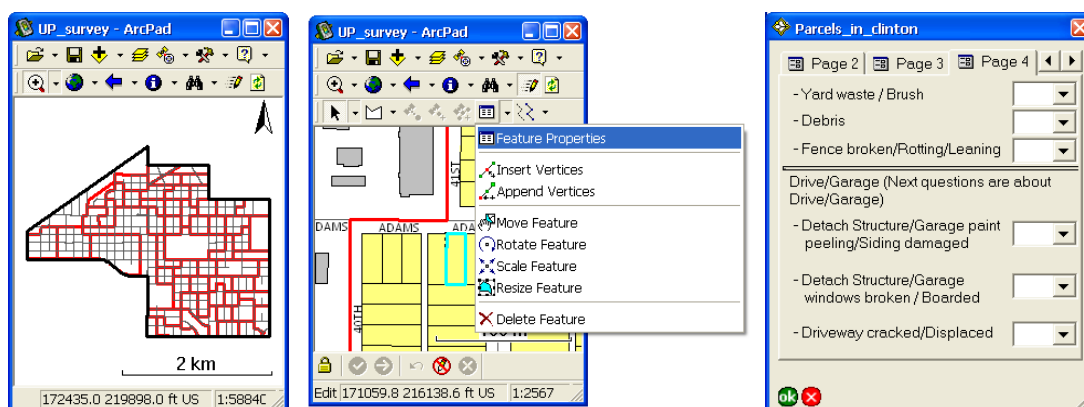 UP_survey - ArcPad
2 km
172435.0 219898.0 ft US 1:5884
UP_survey - ArcPad
Feature Properties
Insert Vertices
Append Vertices
Move Feature
Rotate Feature
Scale Feature
Resize Feature
Delete Feature
41ST
DAMS
ADAMS
ADA
40TH
Edit 171059.8 216138.6 ft US 1:2567
Parcels_in_clinton
Page 2
Page 3
Page 4
- Yard waste / Brush
- Debris
- Fence broken/Rotting/Leaning
Drive/Garage (Next questions are about
Drive/Garage)
- Detach Structure/Garage paint
peeling/Siding damaged
- Detach Structure/Garage
windows broken / Boarded
- Driveway cracked/Displaced
ok